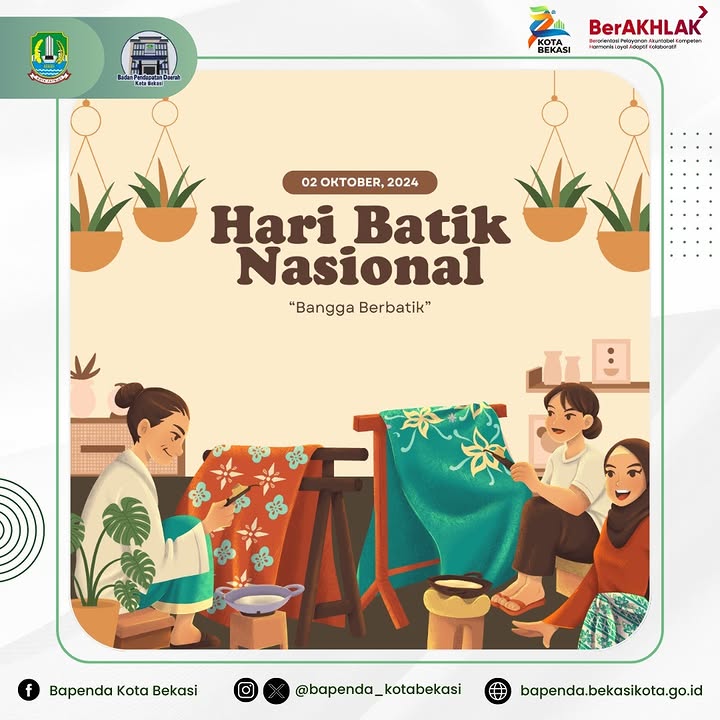 Badan Pendapatan Daerah
Kota Bekasi
KOTA
BEKASI
BerAKHLAK
Berorientasi Pelayanan Akuntabel Kompeten
Harmonis Loyal Adaptif Kolaboratif
02 OKTOBER, 2024
Hari Batik
Nasional
“Bangga Berbatik”
Bapenda Kota Bekasi
@bapenda_kotabekasi
bapenda.bekasikota.go.id